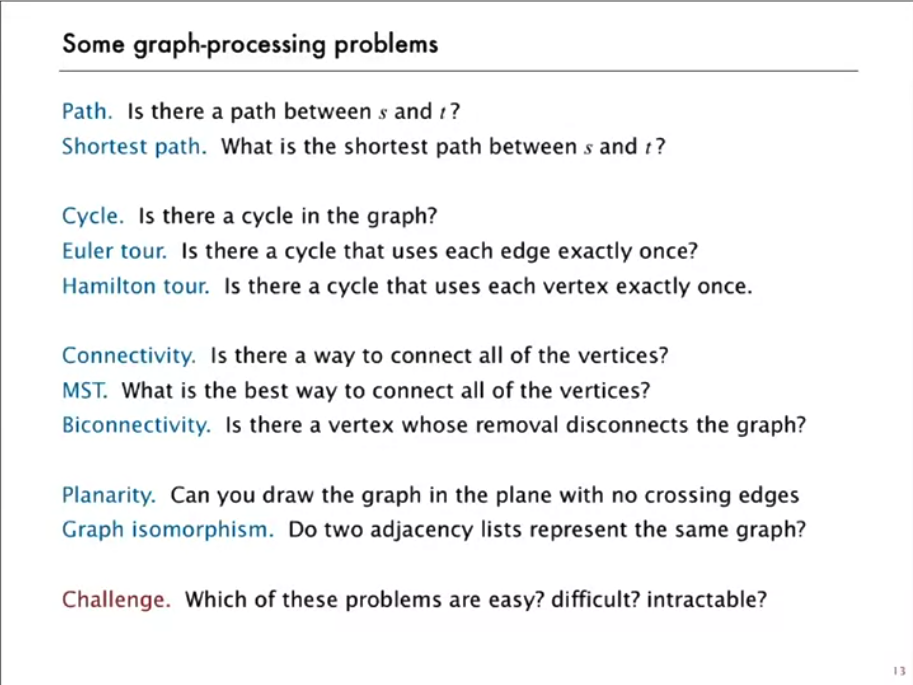 Some graph-processing problems
Path. Is there a path between s and t?
Shortest path. What is the shortest path between s and t?
Cycle. Is there a cycle in the graph?
Euler tour. Is there a cycle that uses each edge exactly once?
Hamilton tour. Is there a cycle that uses each vertex exactly once.
Connectivity. Is there a way to connect all of the vertices?
MST. What is the best way to connect all of the vertices?
Biconnectivity. Is there a vertex whose removal disconnects the graph?
Planarity. Can you draw the graph in the plane with no crossing edges
Graph isomorphism. Do two adjacency lists represent the same graph?
Challenge. Which of these problems are easy? difficult? intractable?
13